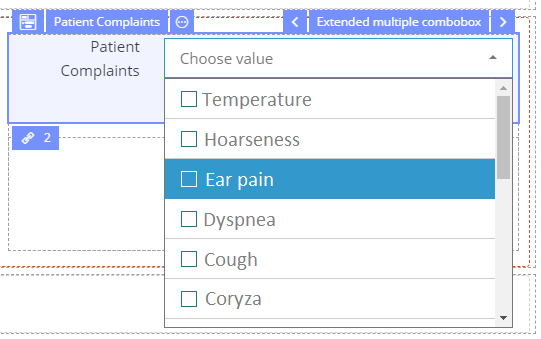 Patient Complaints
Extended multiple combobox
Patient
Complaints
Choose value
2
Temperature
Hoarseness
Ear pain
Dyspnea
Cough
Coryza